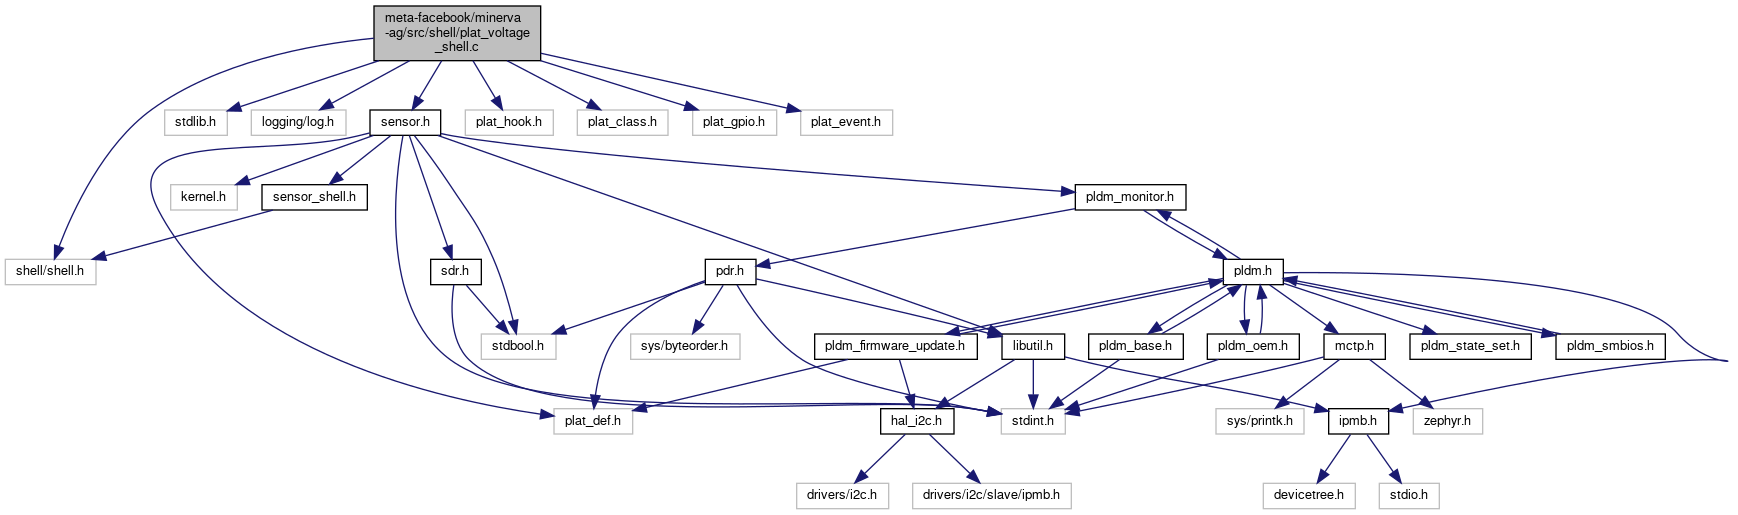 meta-facebook/minerva
-ag/src/shell/plat_voltage
_shell.c
stdlib.h
logging/log.h
sensor.h
plat_hook.h
plat_class.h
plat_gpio.h
plat_event.h
kernel.h
sensor_shell.h
pldm_monitor.h
shell/shell.h
sdr.h
pdr.h
pldm.h
stdbool.h
sys/byteorder.h
pldm_firmware_update.h
libutil.h
pldm_base.h
pldm_oem.h
mctp.h
pldm_state_set.h
pldm_smbios.h
plat_def.h
hal_i2c.h
stdint.h
sys/printk.h
ipmb.h
zephyr.h
drivers/i2c.h
drivers/i2c/slave/ipmb.h
devicetree.h
stdio.h